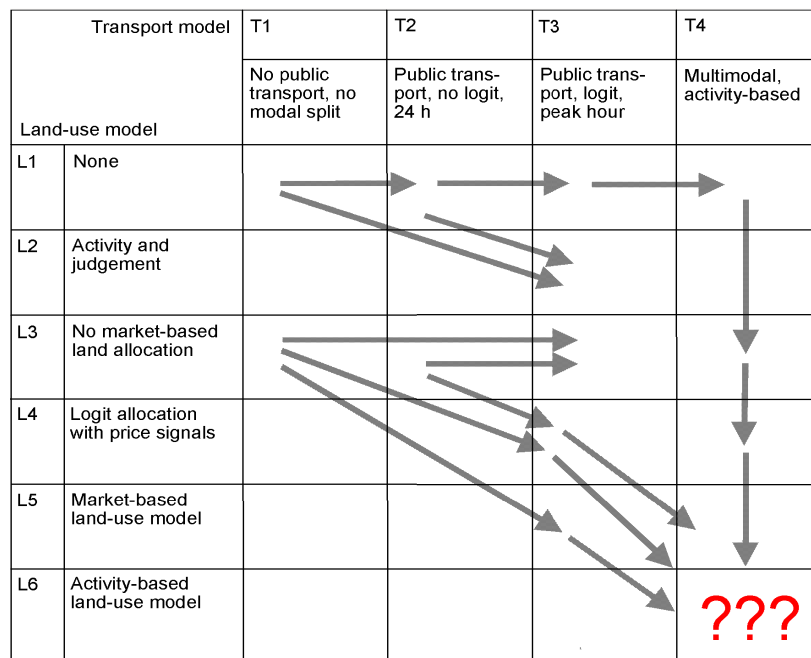 Transport model
T1
T2
T3
T4
Land-use model
No public
transport, no
modal split
Public trans-
port, no logit,
24 h
Public trans-
port, logit,
peak hour
Multimodal,
activity-based
L1
None
L2
Activity and
judgement
L3
No market-based
land allocation
L4
Logit allocation
with price signals
L5
Market-based
land-use model
L6
Activity-based
land-use model
???